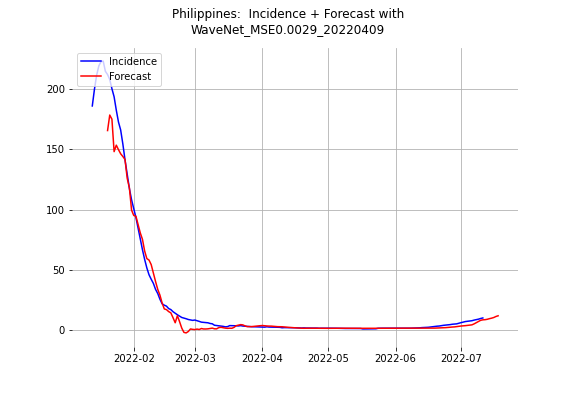 Philippines:  Incidence + Forecast with
WaveNet_MSE0.0029_20220409
Incidence
Forecast
200
150
100
50
0
2022-02 2022-03 2022-04 2022-05 2022-06 2022-07